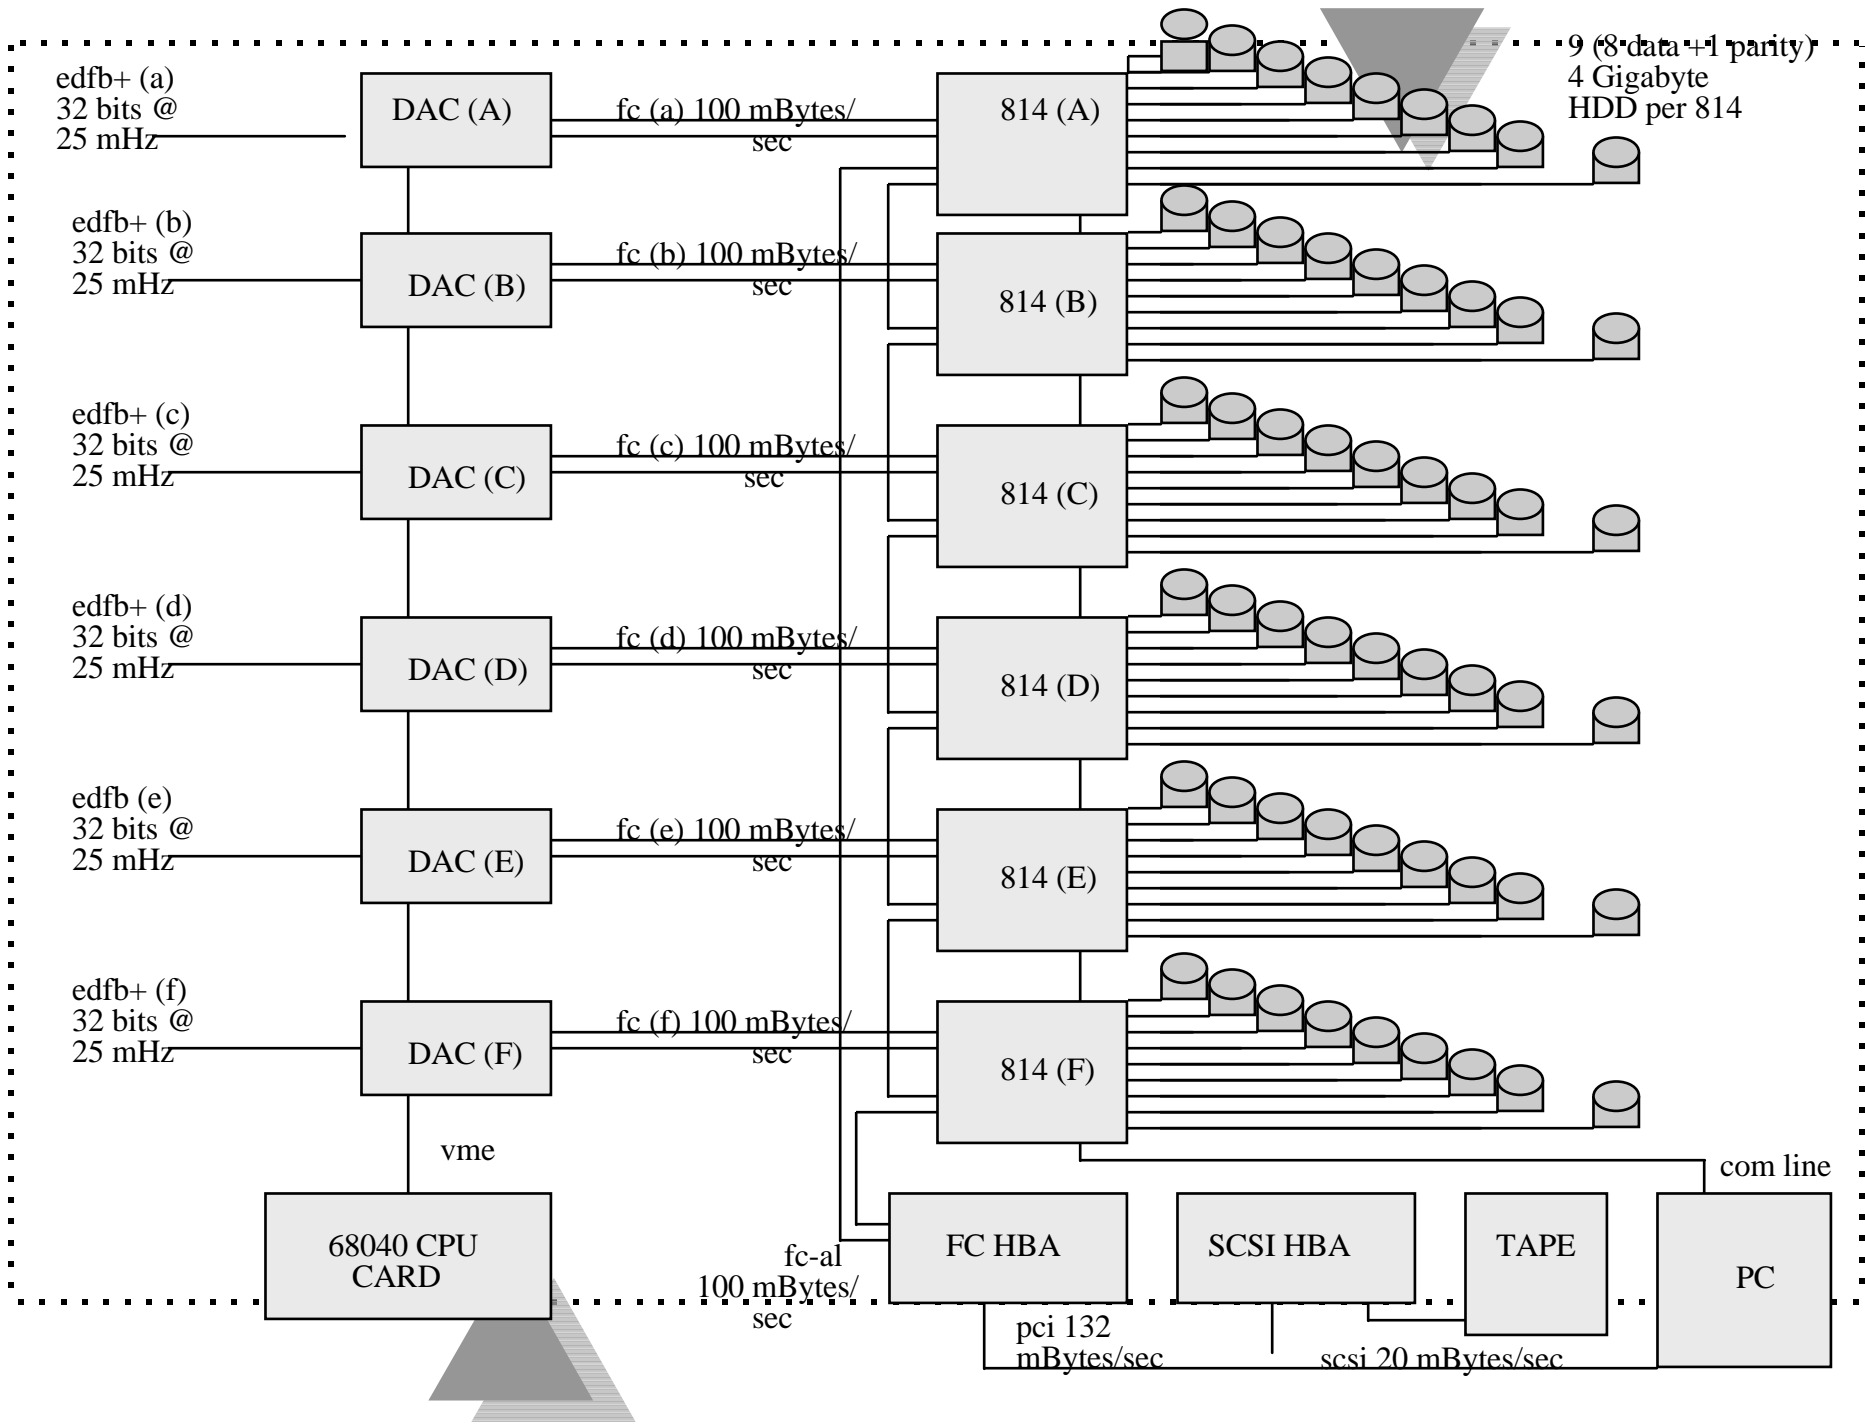 9 (8 data +1 parity)
4 Gigabyte
HDD per 814
edfb+ (a)
32 bits @
25 mHz
DAC (A)
fc (a) 100 mBytes/
sec
814 (A)
edfb+ (b)
32 bits @
25 mHz
DAC (B)
fc (b) 100 mBytes/
sec
814 (B)
edfb+ (c)
32 bits @
25 mHz
DAC (C)
fc (c) 100 mBytes/
sec
814 (C)
edfb+ (d)
32 bits @
25 mHz
DAC (D)
fc (d) 100 mBytes/
sec
814 (D)
edfb (e)
32 bits @
25 mHz
DAC (E)
fc (e) 100 mBytes/
sec
814 (E)
edfb+ (f)
32 bits @
25 mHz
DAC (F)
fc (f) 100 mBytes/
sec
814 (F)
vme
com line
68040 CPU
CARD
fc-al
100 mBytes/
sec
FC HBA
SCSI HBA
TAPE
PC
pci 132
mBytes/sec
scsi 20 mBytes/sec